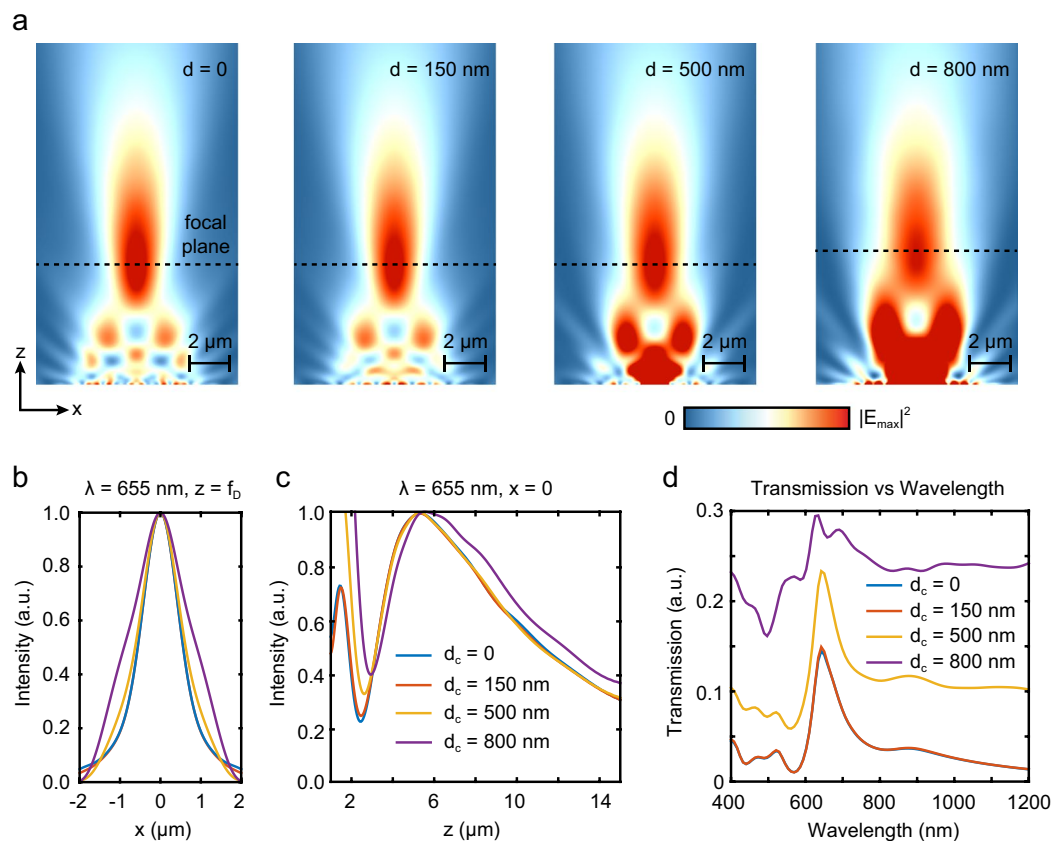 a
d = 0
d = 150 nm
d = 500 nm
d = 800 nm
focal
plane
2 µm
2 µm
2 µm
2 µm
z
x
0
|E_max|²
b
λ = 655 nm, z = f_D
1.0
0.8
0.6
0.4
0.2
0.0
-2
-1
0
1
2
Intensity (a.u.)
x (µm)
c
λ = 655 nm, x = 0
1.0
0.8
0.6
0.4
0.2
0.0
2
6
10
14
Intensity (a.u.)
z (µm)
d_c = 0
d_c = 150 nm
d_c = 500 nm
d_c = 800 nm
d
Transmission vs Wavelength
0.3
0.2
0.1
0
400
600
800
1000
1200
Transmission (a.u.)
Wavelength (nm)
d_c = 0
d_c = 150 nm
d_c = 500 nm
d_c = 800 nm